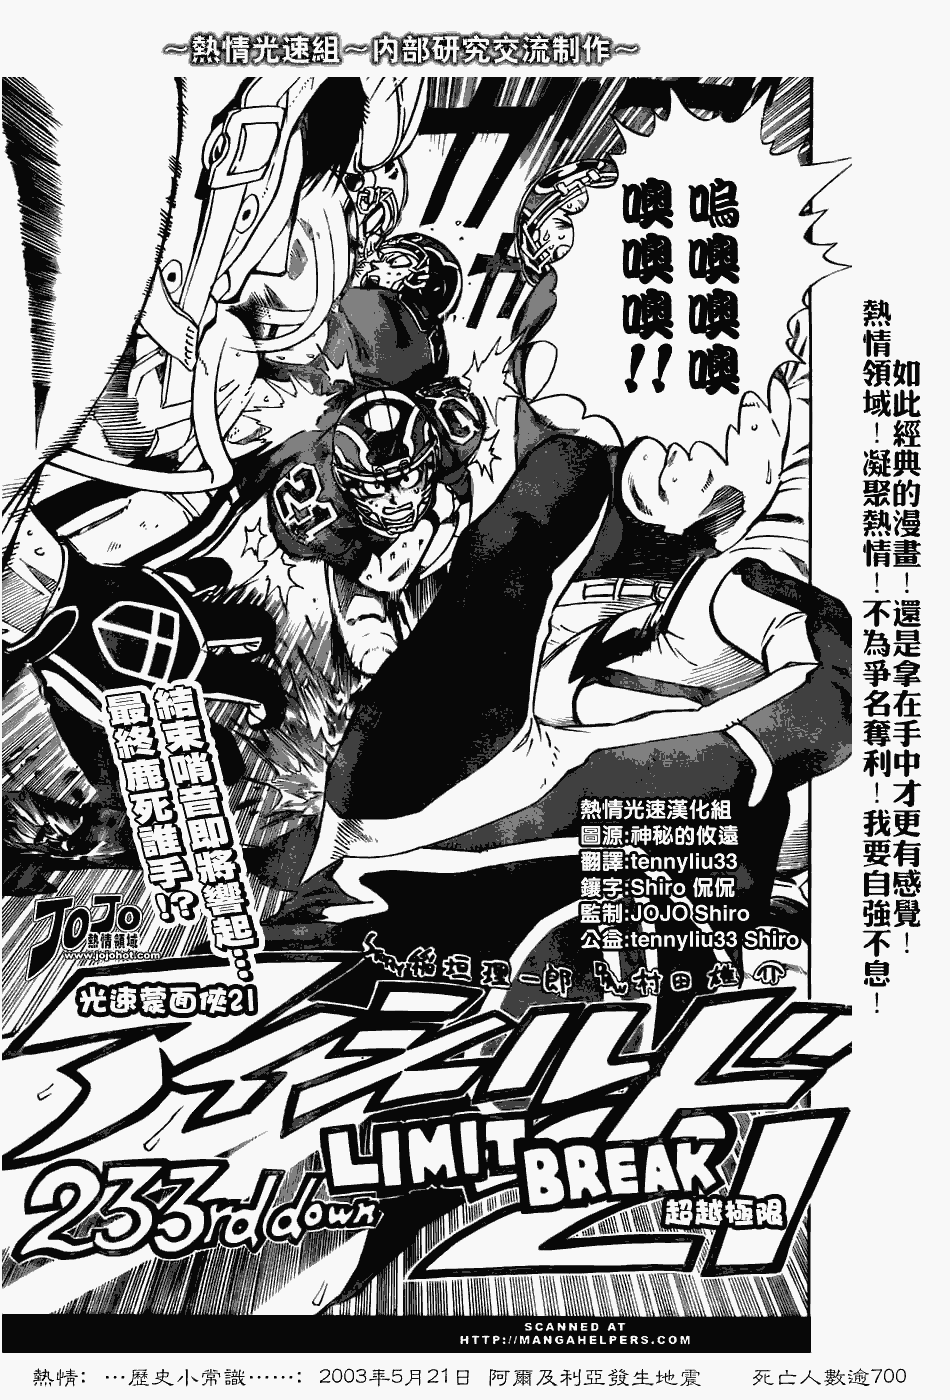 ～熱情光速組～內部研究交流制作～
嗚噢噢噢
噢噢噢!!
ガガ
如此經典的漫畫！還是拿在手中才更有感覺！
熱情領域！凝聚熱情！不為爭名奪利！我要自強不息！
結束哨音即將響起…
最終鹿死誰手!?
熱情光速漢化組
圖源:神秘的攸遠
翻譯:tennyliu33
鑲字:Shiro 侃侃
監制:JOJO Shiro
公益:tennyliu33 Shiro
JOJO
熱情領域
www.jojohot.com
稲垣理一郎 村田雄介
光速蒙面俠21
アイシールド21
233rd down
LIMIT BREAK
超越極限
SCANNED AT
HTTP://MANGAHELPERS.COM
熱情：…歷史小常識……：2003年5月21日 阿爾及利亞發生地震 死亡人數逾700